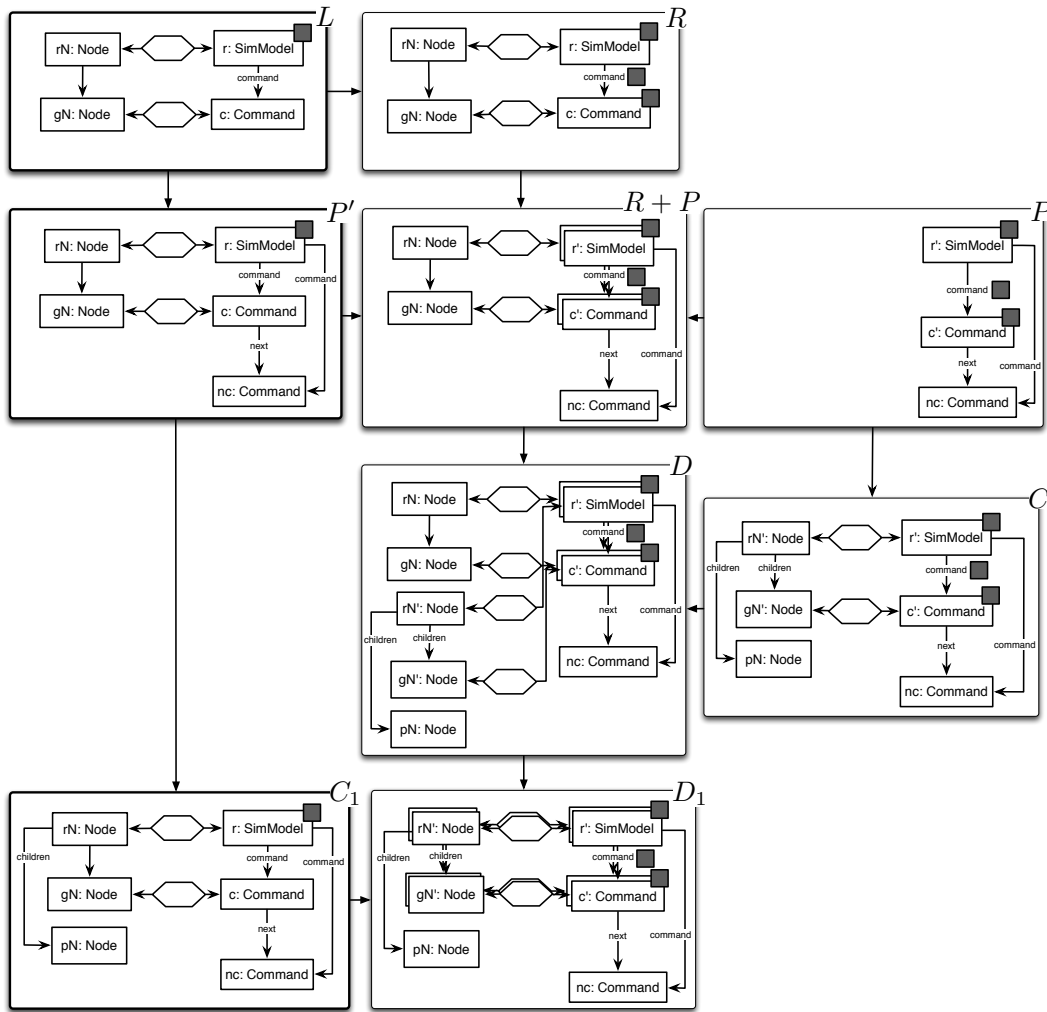 L
rN: Node
r: SimModel
command
gN: Node
c: Command
R
rN: Node
r: SimModel
command
gN: Node
c: Command
P′
rN: Node
r: SimModel
command
command
gN: Node
c: Command
next
nc: Command
R + P
rN: Node
r': SimModel
command
gN: Node
c': Command
next
command
nc: Command
P
r': SimModel
command
c': Command
next
command
nc: Command
D
rN: Node
r': SimModel
command
gN: Node
c': Command
rN': Node
next
command
children
children
gN': Node
nc: Command
pN: Node
C
rN': Node
r': SimModel
children
children
command
gN': Node
c': Command
next
command
pN: Node
nc: Command
C1
rN: Node
r: SimModel
children
command
command
gN: Node
c: Command
next
pN: Node
nc: Command
D1
rN': Node
r': SimModel
children
children
command
gN': Node
c': Command
next
command
pN: Node
nc: Command